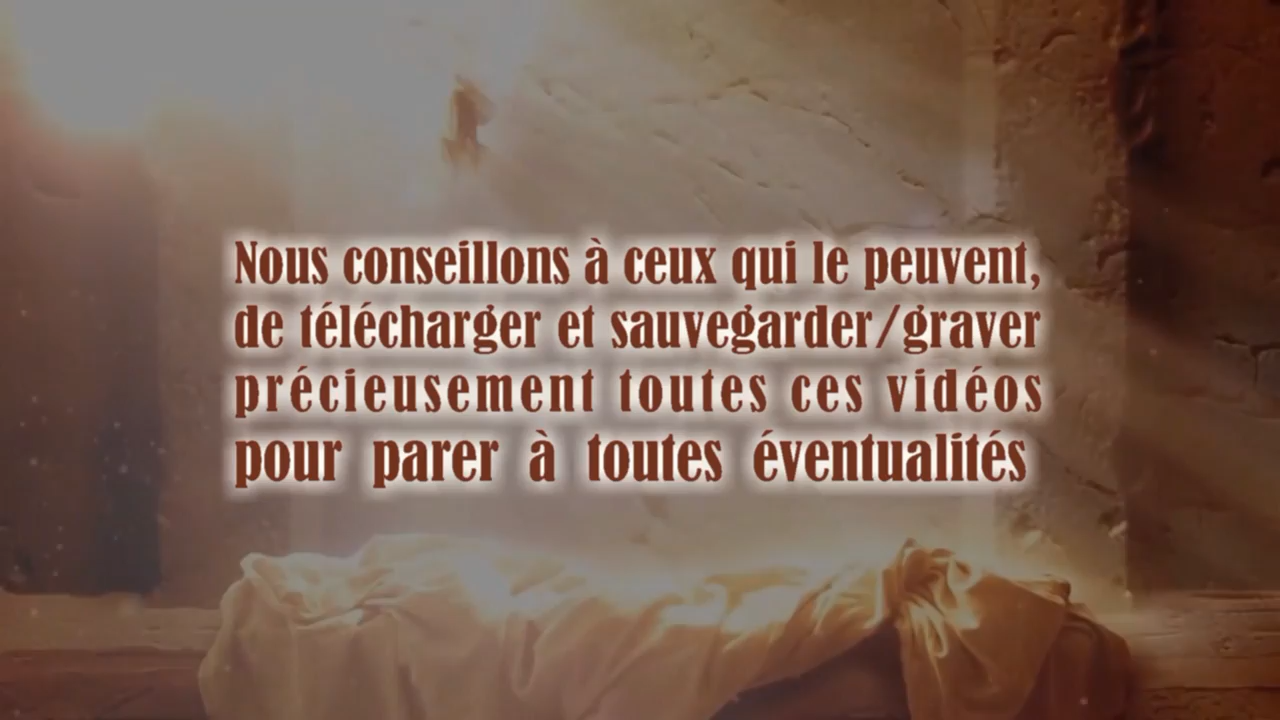 Nous conseillons à ceux qui le peuvent,
de télécharger et sauvegarder/graver
précieusement toutes ces vidéos
pour parer à toutes éventualités